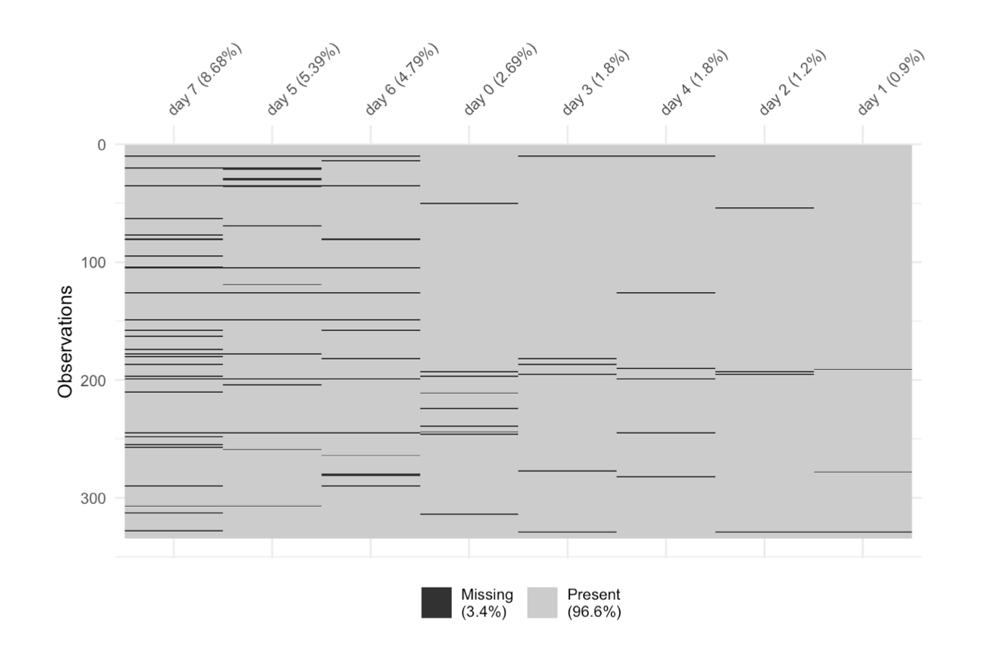 day 7 (8.68%)
day 5 (5.39%)
day 6 (4.79%)
day 0 (2.69%)
day 3 (1.8%)
day 4 (1.8%)
day 2 (1.2%)
day 1 (0.9%)
0
100
200
300
Observations
Missing
(3.4%)
Present
(96.6%)